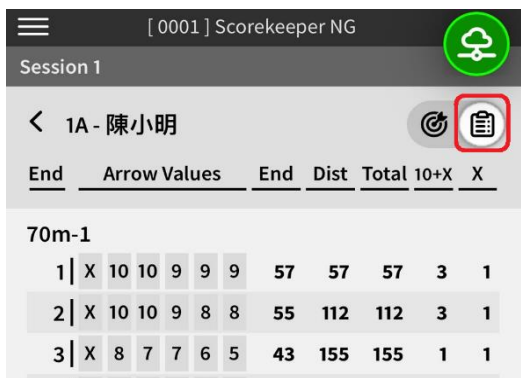 [ 0001 ] Scorekeeper NG
Session 1
1A - 陳小明
End Arrow Values End Dist Total 10+X X
70m-1
1 X 10 10 9 9 9 57 57 57 3 1
2 X 10 10 9 8 8 55 112 112 3 1
3 X 8 7 7 6 5 43 155 155 1 1